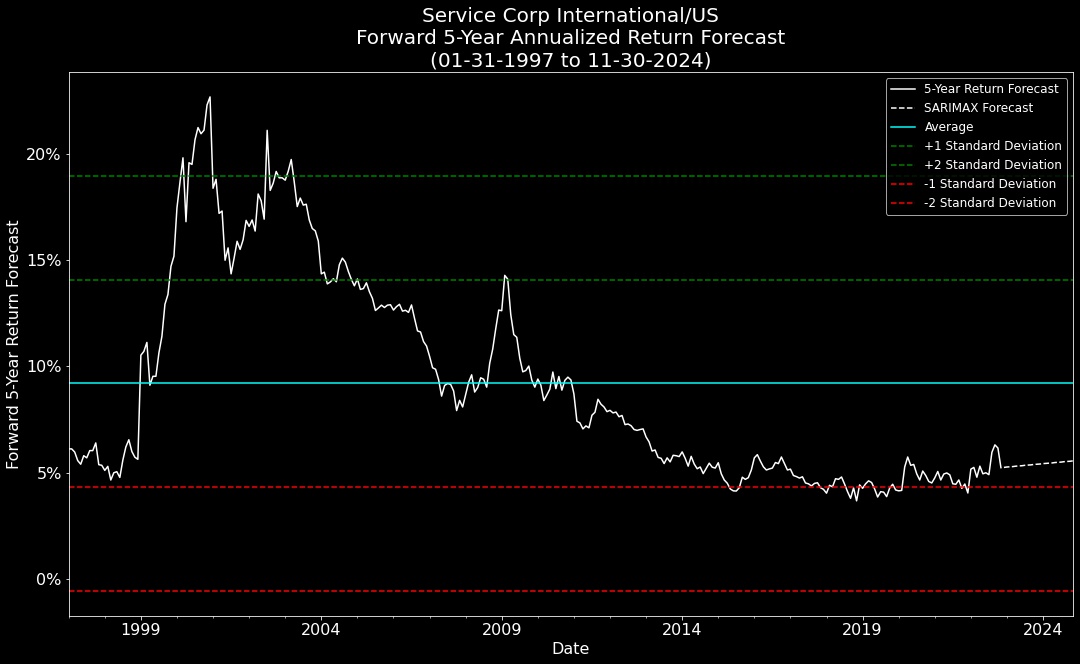 Service Corp International/US
Forward 5-Year Annualized Return Forecast
(01-31-1997 to 11-30-2024)
5-Year Return Forecast
SARIMAX Forecast
Average
+1 Standard Deviation
+2 Standard Deviation
-1 Standard Deviation
-2 Standard Deviation
Forward 5-Year Return Forecast
20%
15%
10%
5%
0%
1999
2004
2009
2014
2019
2024
Date